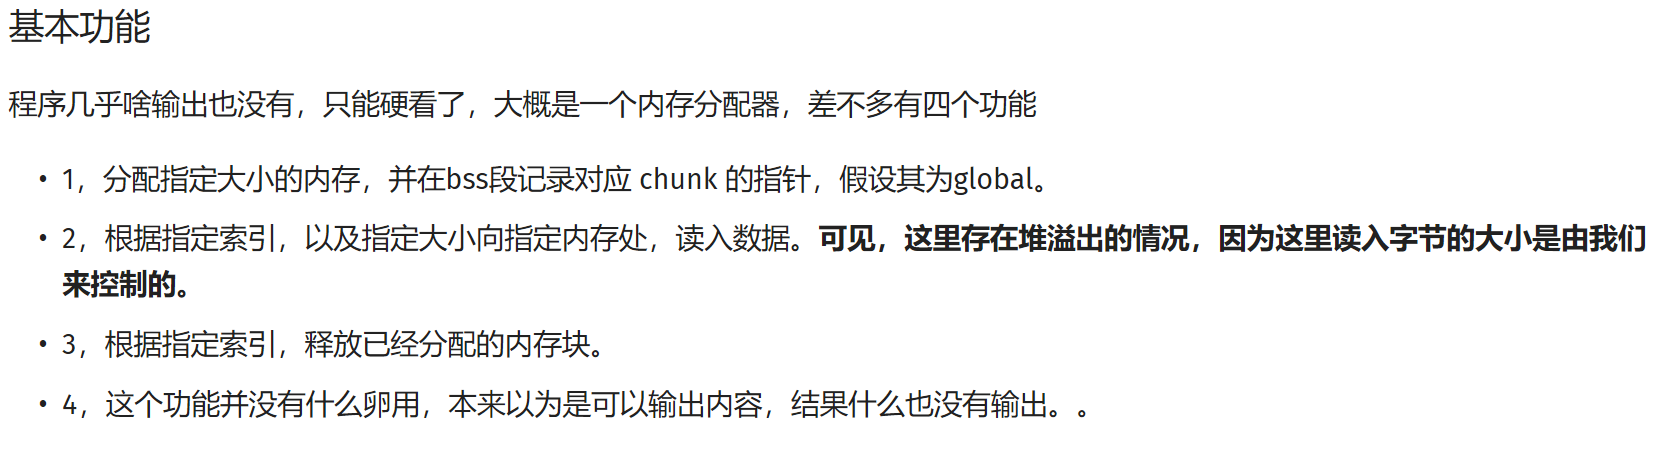 基本功能
程序几乎啥输出也没有，只能硬看了，大概是一个内存分配器，差不多有四个功能
• 1，分配指定大小的内存，并在bss段记录对应 chunk 的指针，假设其为global。
• 2，根据指定索引，以及指定大小向指定内存处，读入数据。可见，这里存在堆溢出的情况，因为这里读入字节的大小是由我们
来控制的。
• 3，根据指定索引，释放已经分配的内存块。
• 4，这个功能并没有什么卵用，本来以为是可以输出内容，结果什么也没有输出。。